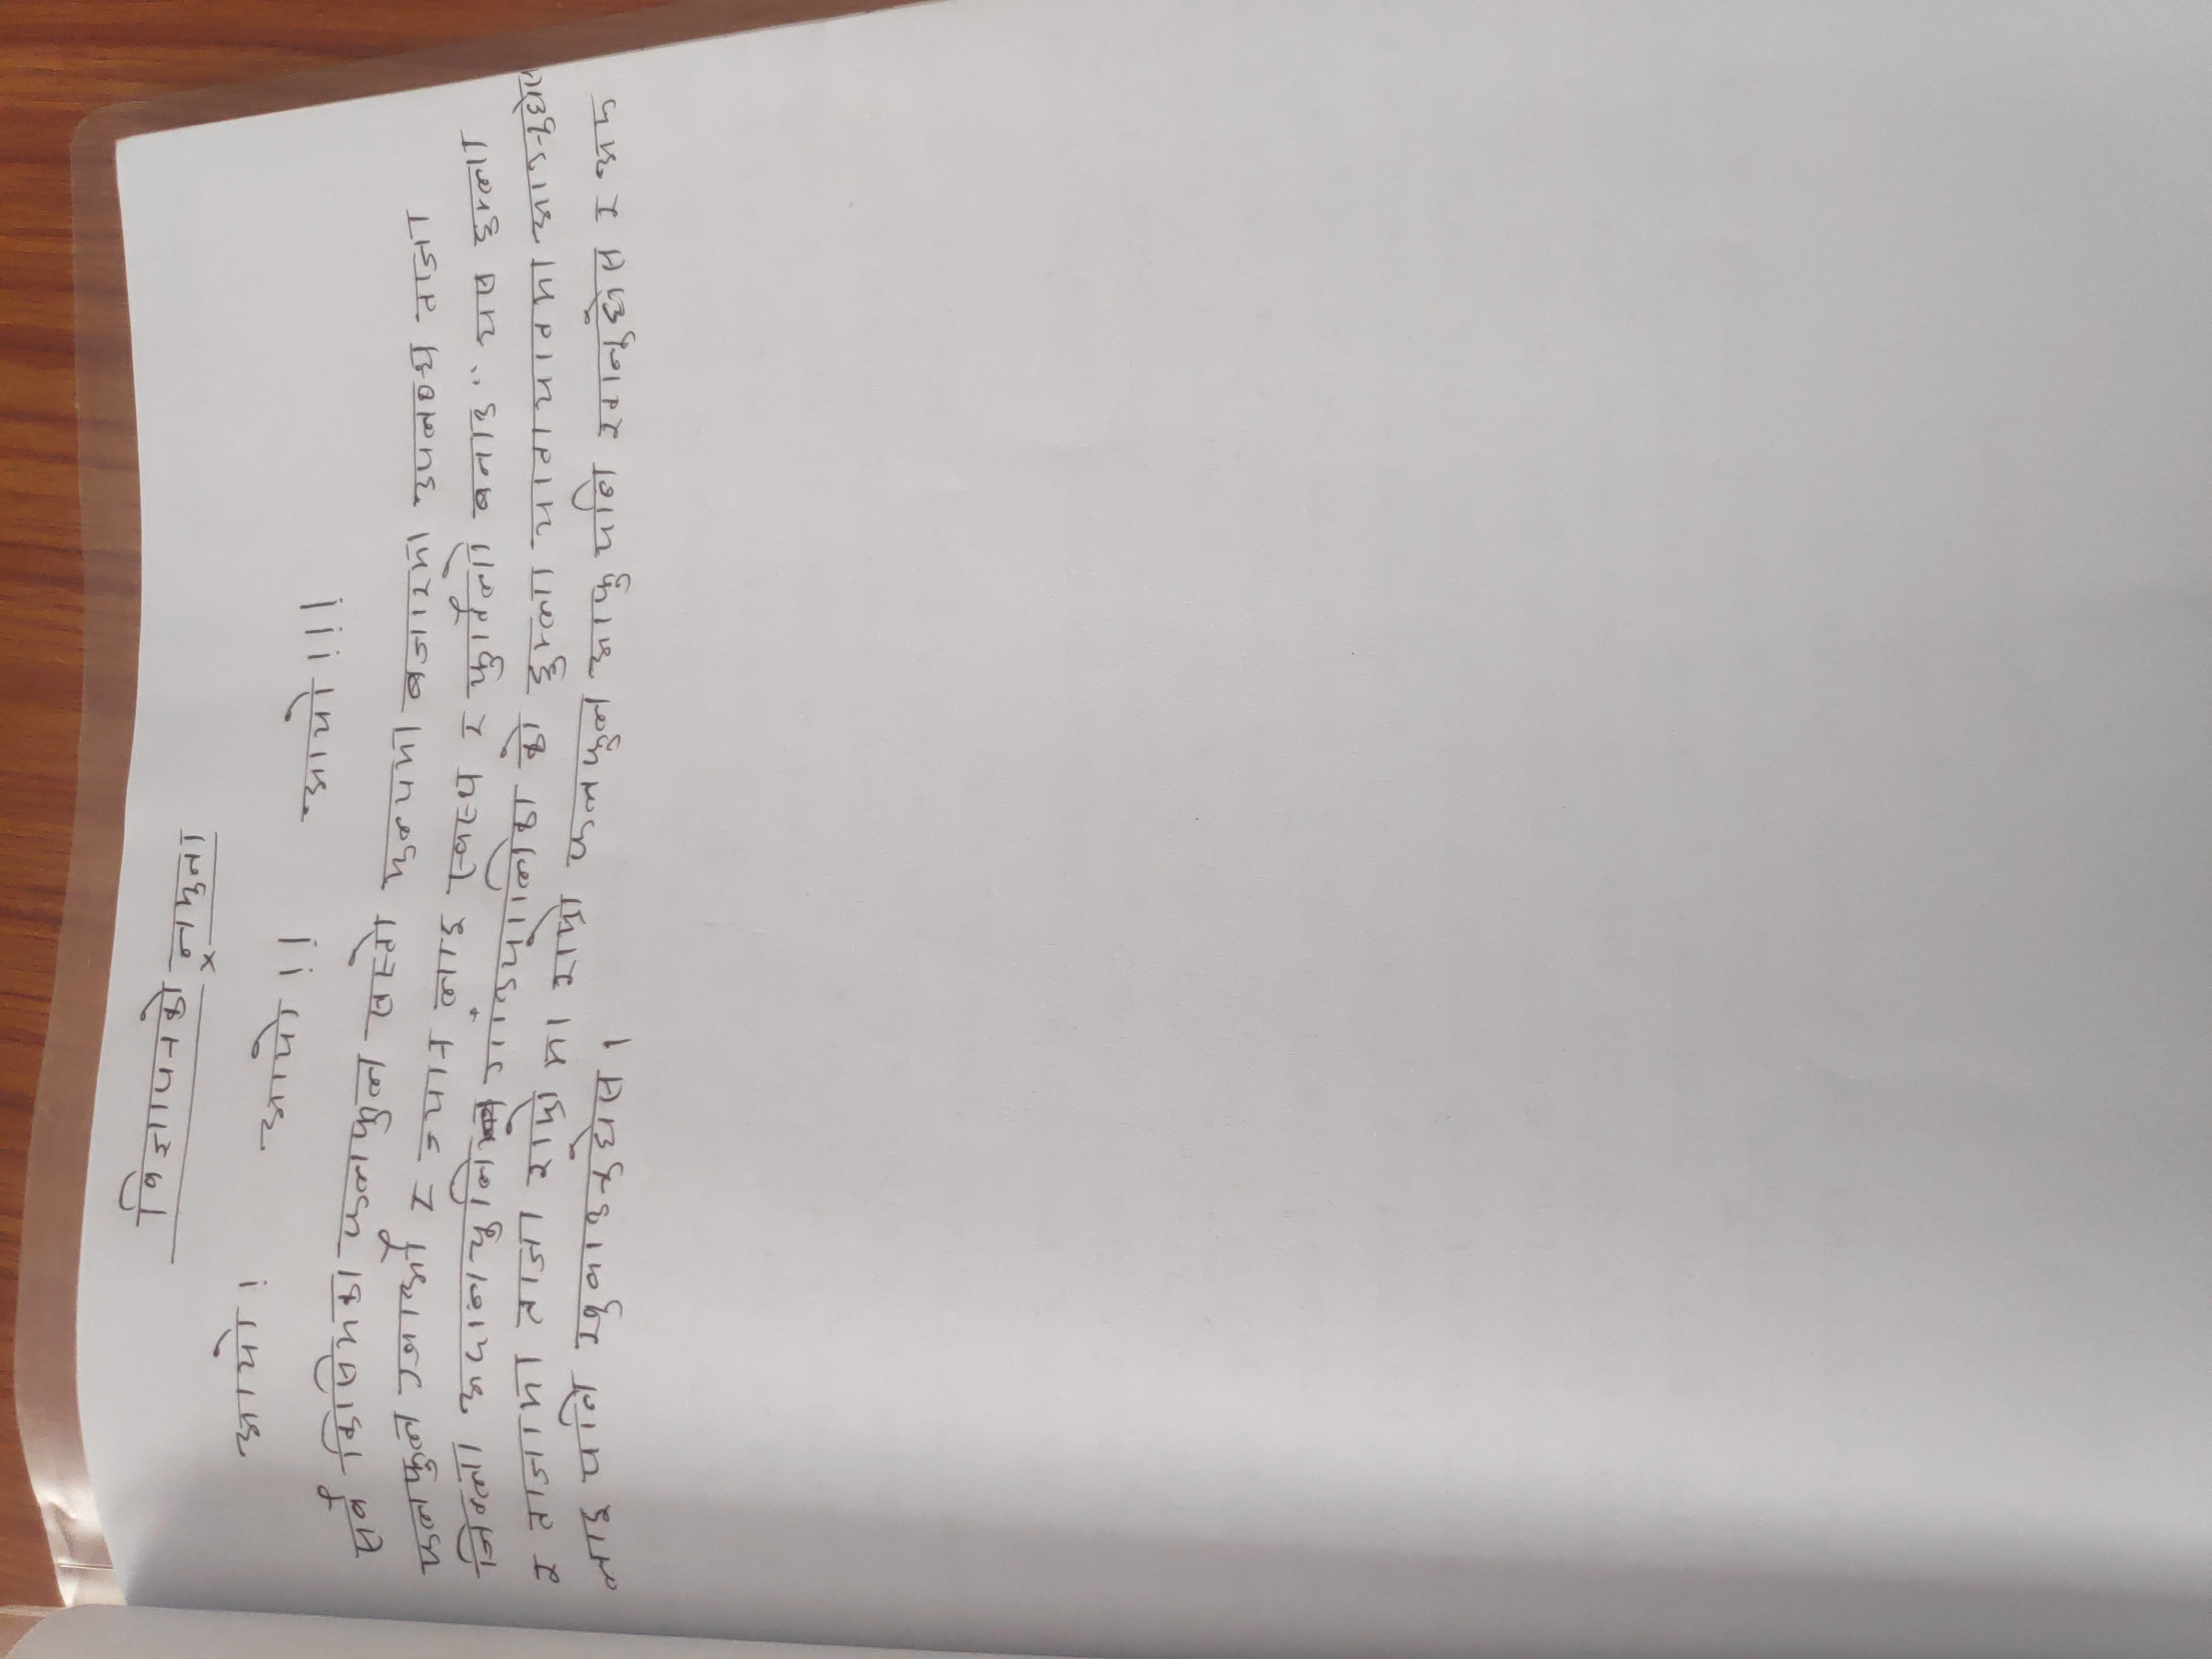 विज्ञापनको नमुना
आयो! आयो!! आयो!!!
सबै किसिमका फलफुल सस्तो मुल्यमा बजारमा उपलब्ध ताजा
फलफुल खाओै र ज्यान लाइ स्वस्थ र फुर्तिलो बनाउ" यस हुम्ला
जिल्ला अदानचुलि गांउपालिका को हुम्ला यातायातमा आउनुहोस
र ताजामा ताजा राम्रो मा राम्रो फलफुल आफु पनि खानुहोस र अरु
लाइ पनि खुवाउनुहोस।